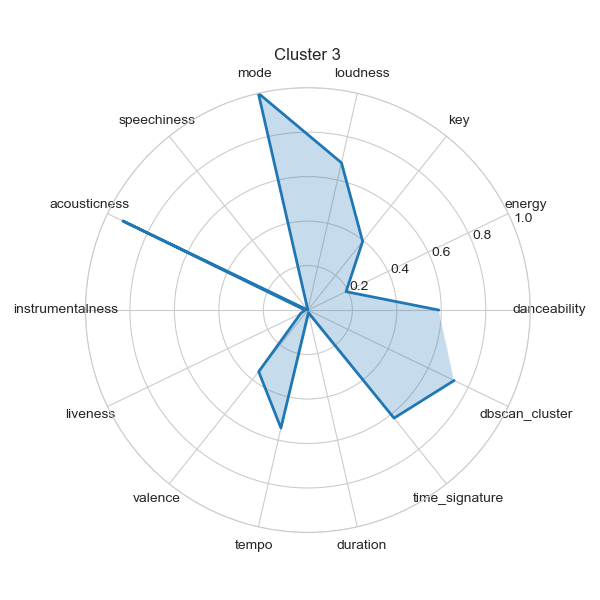 Cluster 3
mode
loudness
speechiness
key
acousticness
energy
1.0
0.8
0.6
0.4
0.2
instrumentalness
danceability
liveness
dbscan_cluster
valence
time_signature
tempo
duration